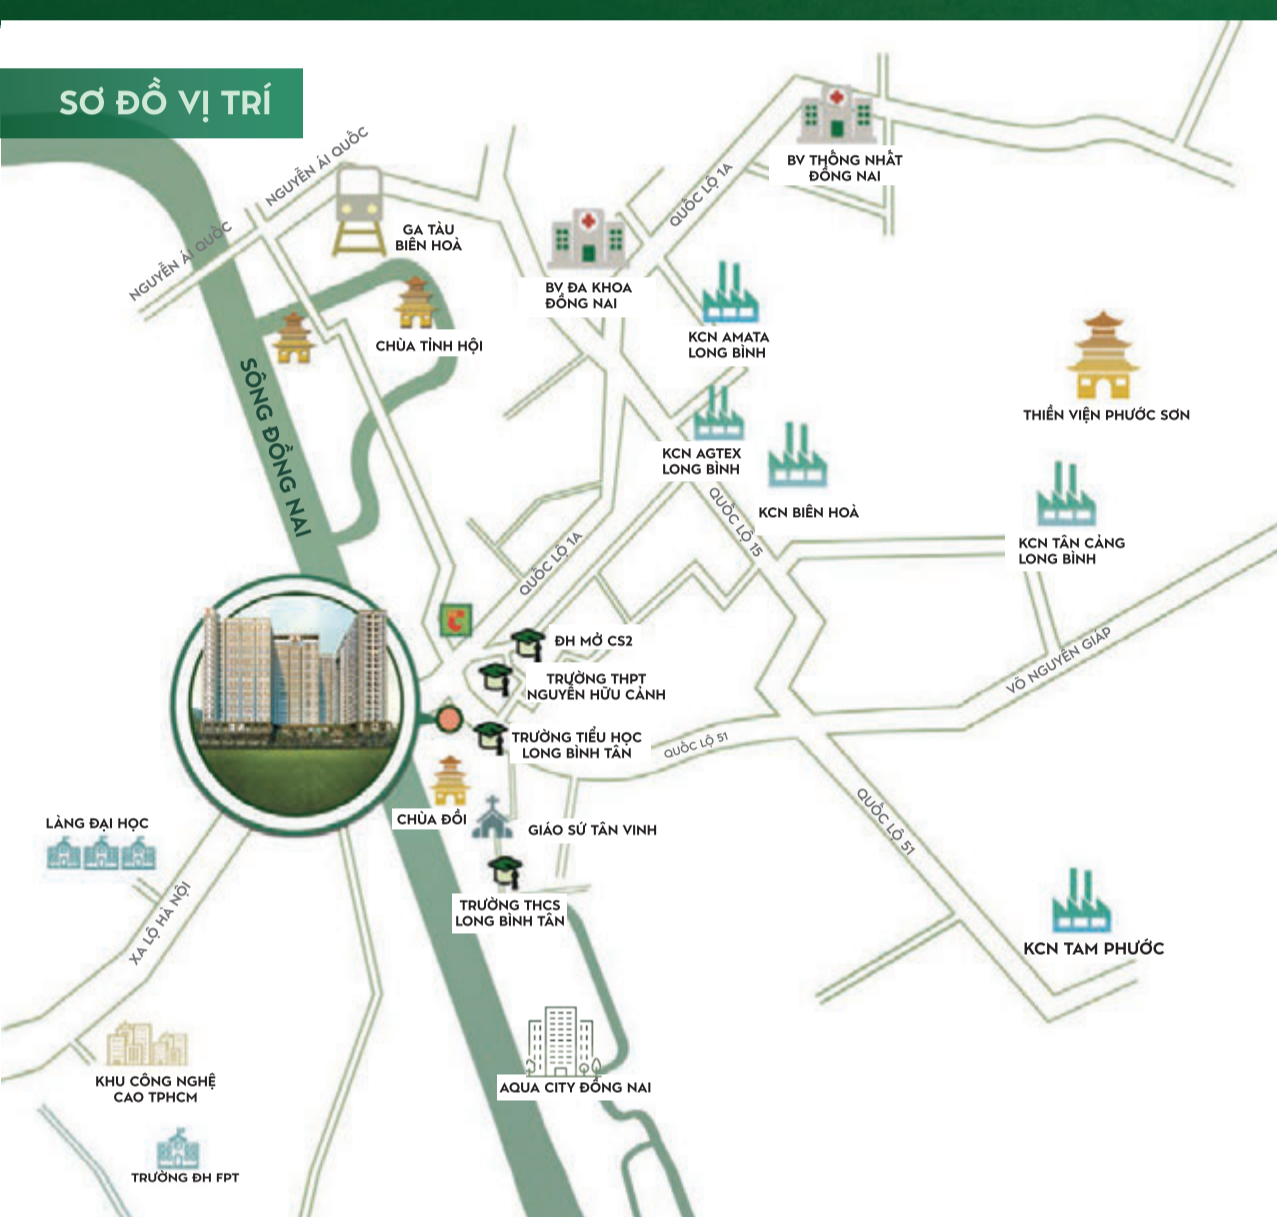 SƠ ĐỒ VỊ TRÍ
NGUYỄN ÁI QUỐC
NGUYỄN ÁI QUỐC
GA TÀU
BIÊN HOÀ
BV THỐNG NHẤT
ĐỒNG NAI
QUỐC LỘ 1A
BV ĐA KHOA
ĐỒNG NAI
CHÙA TỈNH HỘI
KCN AMATA
LONG BÌNH
SÔNG ĐỒNG NAI
THIỀN VIỆN PHƯỚC SƠN
KCN AGTEX
LONG BÌNH
KCN BIÊN HOÀ
QUỐC LỘ 15
KCN TÂN CẢNG
LONG BÌNH
QUỐC LỘ 1A
ĐH MỞ CS2
TRƯỜNG THPT
NGUYỄN HỮU CẢNH
VÕ NGUYÊN GIÁP
TRƯỜNG TIỂU HỌC
LONG BÌNH TÂN
QUỐC LỘ 51
CHÙA ĐỒI
GIÁO SỨ TÂN VINH
QUỐC LỘ 51
LÀNG ĐẠI HỌC
XA LỘ HÀ NỘI
TRƯỜNG THCS
LONG BÌNH TÂN
KCN TAM PHƯỚC
KHU CÔNG NGHỆ
CAO TPHCM
AQUA CITY ĐỒNG NAI
TRƯỜNG ĐH FPT